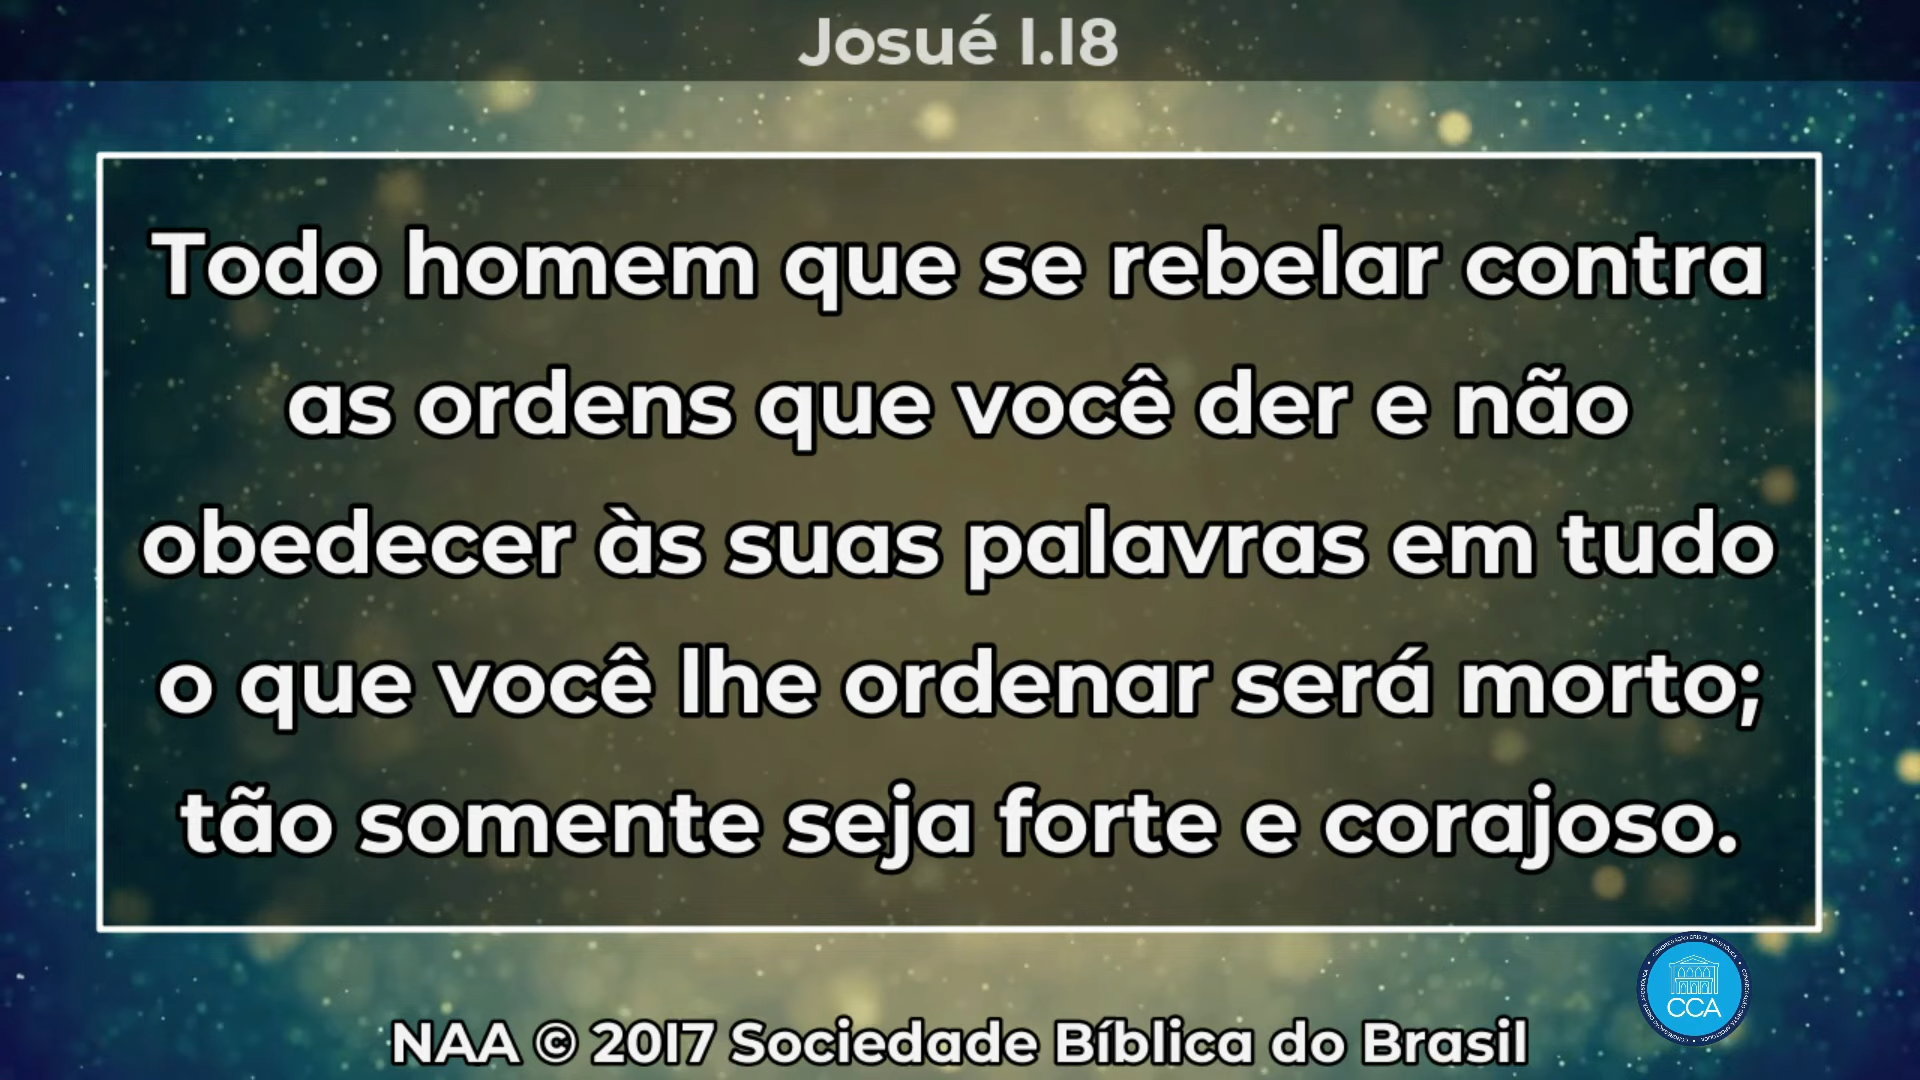 Josué 1.18
Todo homem que se rebelar contra
as ordens que você der e não
obedecer às suas palavras em tudo
o que você lhe ordenar será morto;
tão somente seja forte e corajoso.
CCA
NAA © 2017 Sociedade Bíblica do Brasil